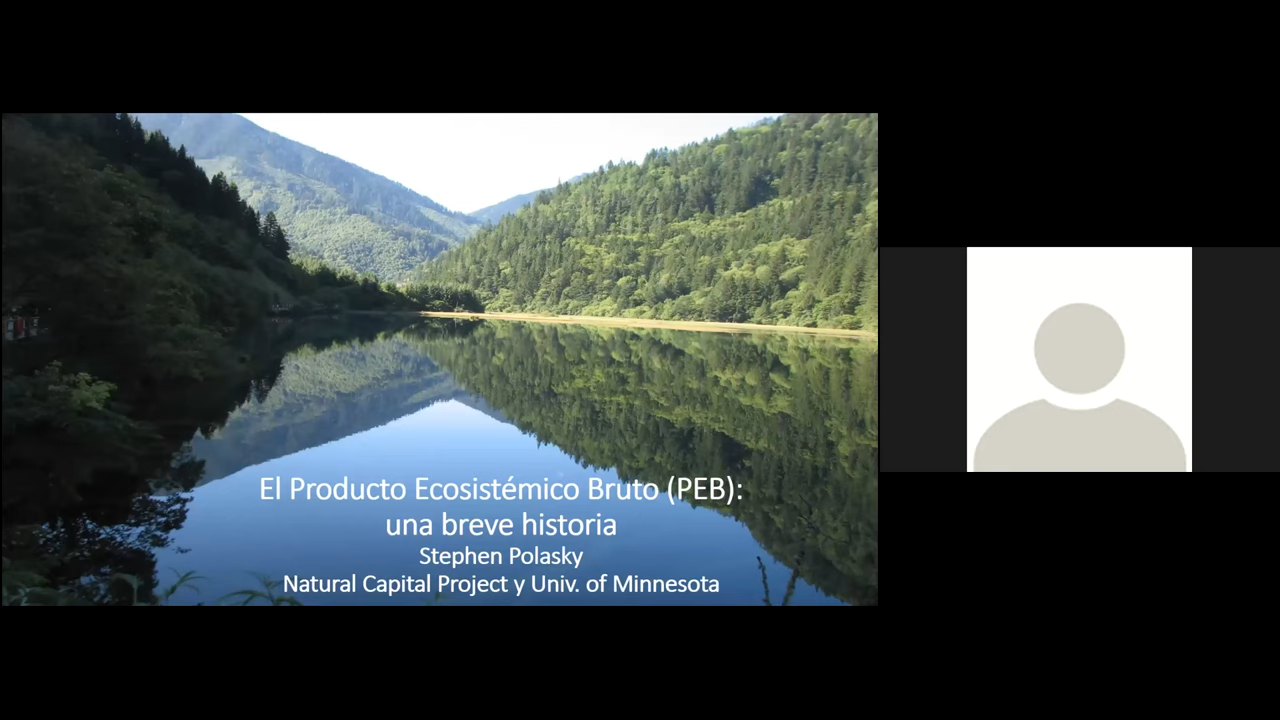 El Producto Ecosistémico Bruto (PEB):
una breve historia
Stephen Polasky
Natural Capital Project y Univ. of Minnesota